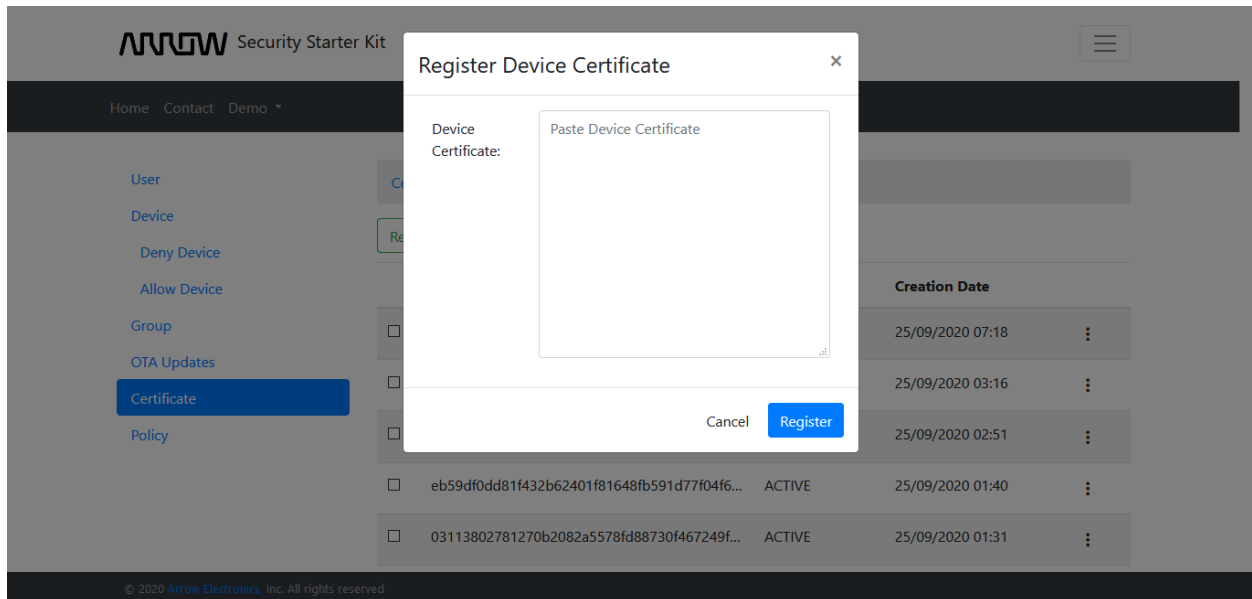 ARROW Security Starter Kit
Register Device Certificate ×
Home Contact Demo
Device
Certificate:
Paste Device Certificate
User
Device
Deny Device
Allow Device
Group
OTA Updates
Certificate
Policy
Creation Date
25/09/2020 07:18
25/09/2020 03:16
Cancel Register
25/09/2020 02:51
eb59df0dd81f432b62401f81648fb591d77f04f6... ACTIVE 25/09/2020 01:40
03113802781270b2082a5578fd88730f467249f... ACTIVE 25/09/2020 01:31
© 2020 Arrow Electronics, Inc. All rights reserved